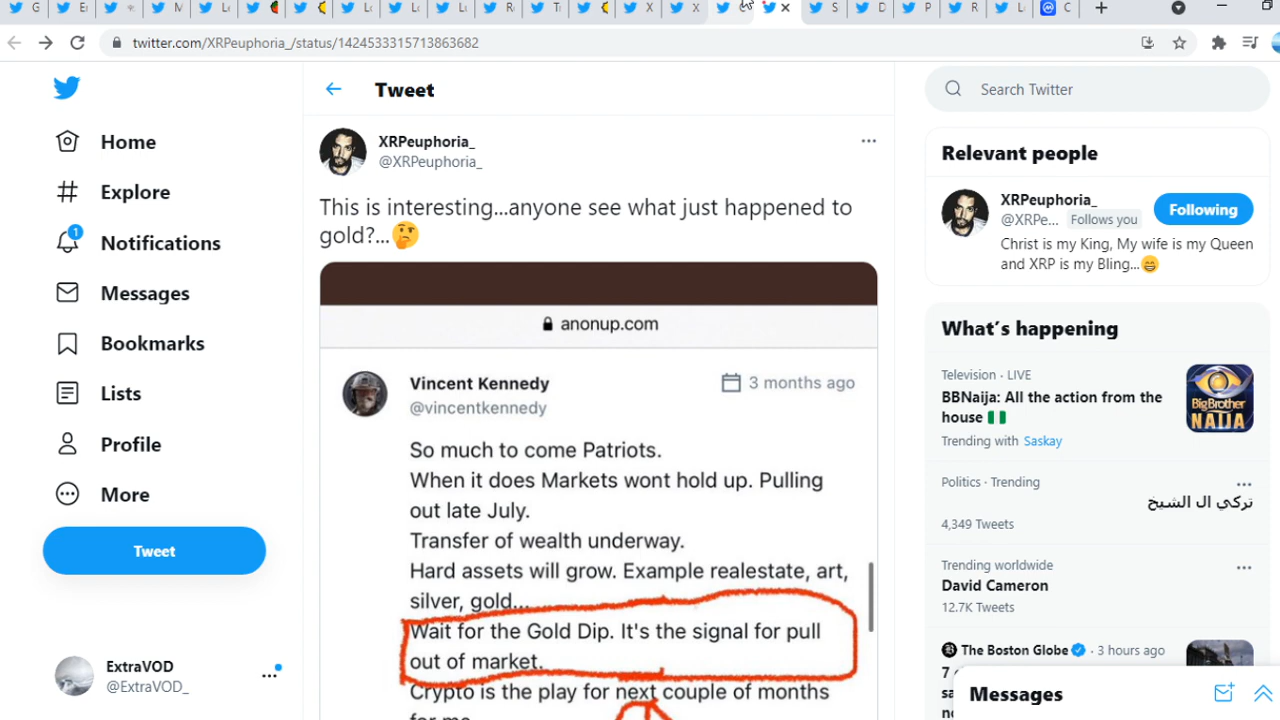 G
E
M
L
L
L
L
R
T
X
X
S
D
P
R
L
C
twitter.com/XRPeuphoria_/status/1424533315713863682
Home
Explore
1
Notifications
Messages
Bookmarks
Lists
Profile
More
Tweet
ExtraVOD
@ExtraVOD_
Tweet
XRPeuphoria_
@XRPeuphoria_
This is interesting...anyone see what just happened to
gold?...🤔
anonup.com
Vincent Kennedy
3 months ago
@vincentkennedy
So much to come Patriots.
When it does Markets wont hold up. Pulling
out late July.
Transfer of wealth underway.
Hard assets will grow. Example realestate, art,
silver, gold...
Wait for the Gold Dip. It's the signal for pull
out of market.
Crypto is the play for next couple of months
for me
Search Twitter
Relevant people
XRPeuphoria_
@XRPe... Follows you
Following
Christ is my King, My wife is my Queen
and XRP is my Bling...😄
What's happening
Television · LIVE
BBNaija: All the action from the
house 🇳🇬
Trending with Saskay
BigBrother
NAIJA
Politics · Trending
تركي ال الشيخ
4,349 Tweets
Trending worldwide
David Cameron
12.7K Tweets
The Boston Globe · 3 hours ago
7
Messages